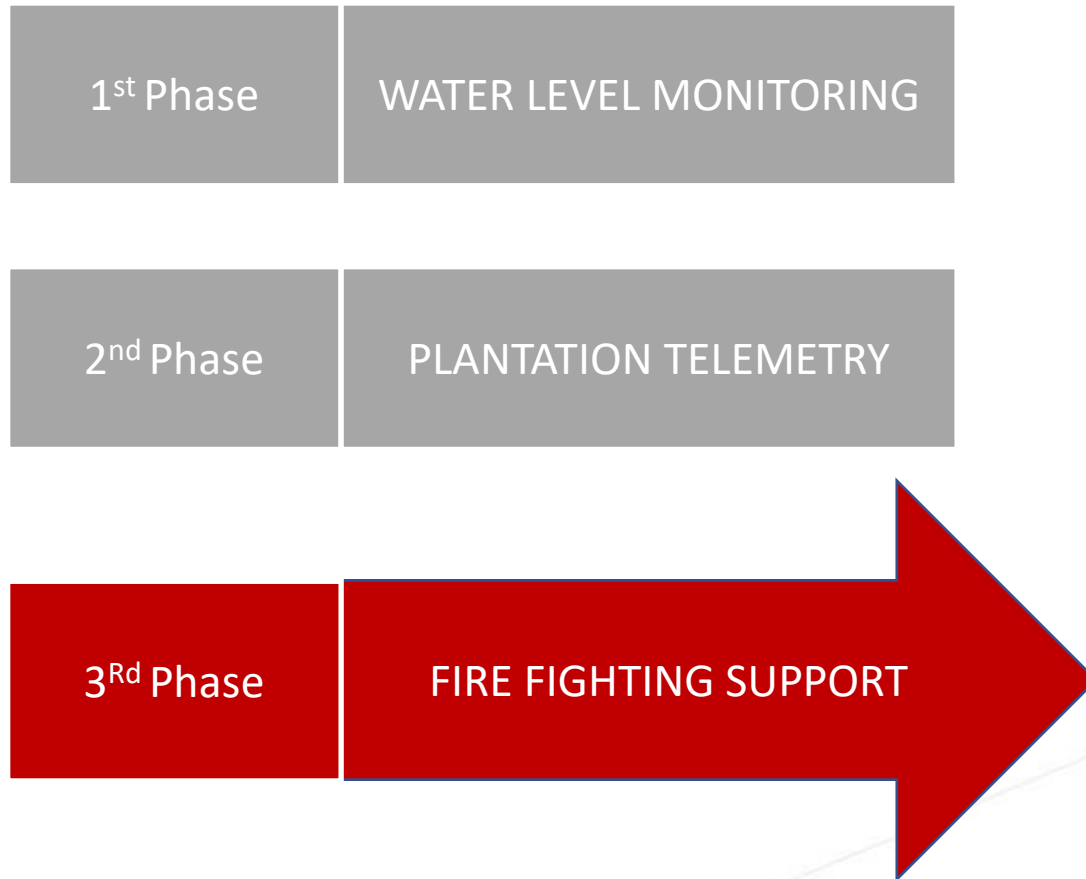 1st Phase
WATER LEVEL MONITORING
2nd Phase
PLANTATION TELEMETRY
3Rd Phase
FIRE FIGHTING SUPPORT